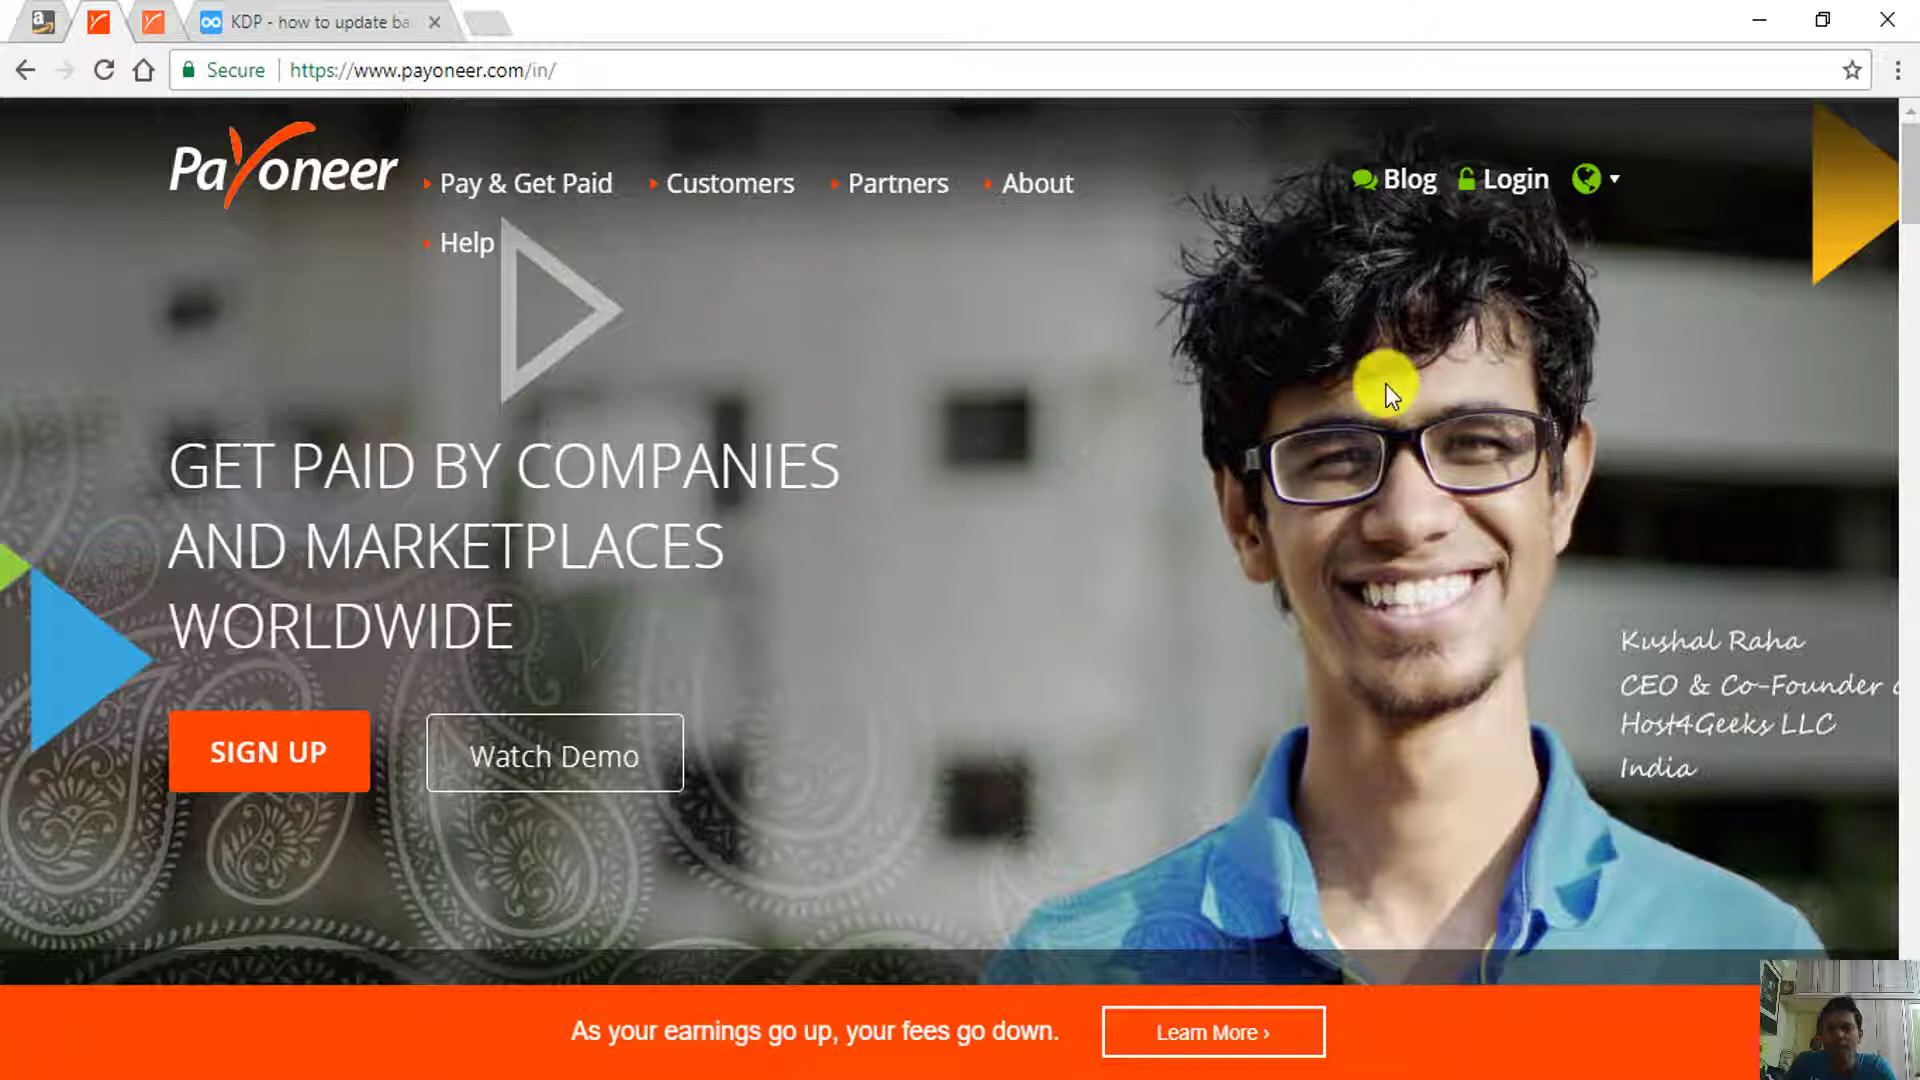 KDP - how to update ba
Secure
https://www.payoneer.com/in/
Payoneer
Pay & Get Paid
Customers
Partners
About
Help
Blog
Login
GET PAID BY COMPANIES
AND MARKETPLACES
WORLDWIDE
SIGN UP
Watch Demo
Kushal Raha
CEO & Co-Founder
Host4Geeks LLC
India
As your earnings go up, your fees go down.
Learn More ›